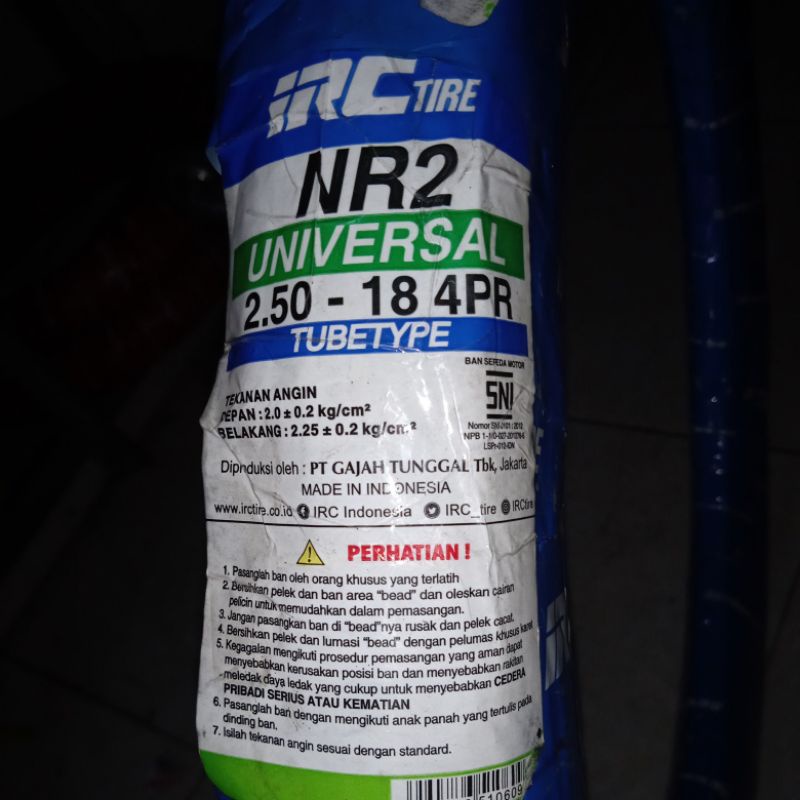 IRC TIRE
NR2
UNIVERSAL
2.50 - 18 4PR
TUBETYPE
BAN SEPEDA MOTOR
SNI
TEKANAN ANGIN
DEPAN : 2.0 ± 0.2 kg/cm²
BELAKANG : 2.25 ± 0.2 kg/cm²
Diproduksi oleh : PT GAJAH TUNGGAL Tbk, Jakarta
MADE IN INDONESIA
www.irctire.co.id IRC Indonesia IRC_tire IRCtire
PERHATIAN !
1. Pasanglah ban oleh orang khusus yang terlatih
2. Bersihkan pelek dan ban area "bead" dan oleskan cairan
pelicin untuk memudahkan dalam pemasangan.
3. Jangan pasangkan ban di "bead"nya rusak dan pelek cacat.
4. Bersihkan pelek dan lumasi "bead" dengan pelumas khusus karet
5. Kegagalan mengikuti prosedur pemasangan yang aman dapat
menyebabkan kerusakan posisi ban dan menyebabkan rakitan
meledak daya ledak yang cukup untuk menyebabkan CEDERA
PRIBADI SERIUS ATAU KEMATIAN
6. Pasanglah ban dengan mengikuti anak panah yang tertulis pada
dinding ban.
7. Isilah tekanan angin sesuai dengan standard.
510609